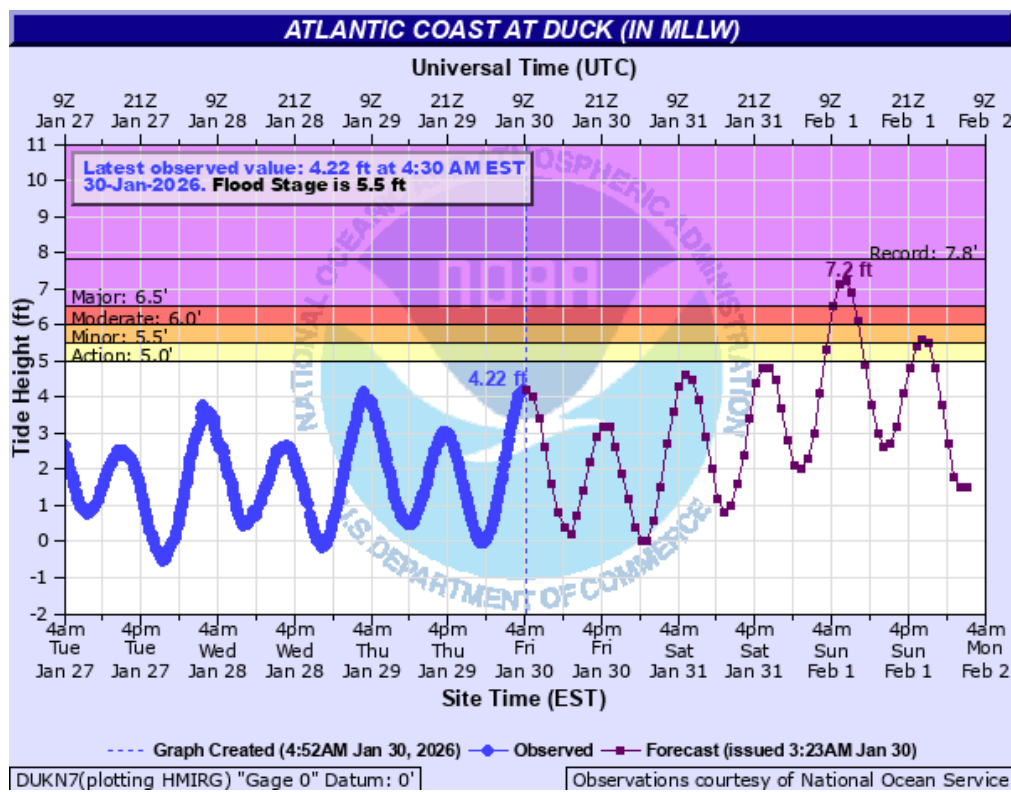 ATLANTIC COAST AT DUCK (IN MLLW)
Universal Time (UTC)
9Z 21Z 9Z 21Z 9Z 21Z 9Z 21Z 9Z 21Z 9Z 21Z 9Z
Jan 27 Jan 27 Jan 28 Jan 28 Jan 29 Jan 29 Jan 30 Jan 30 Jan 31 Jan 31 Feb 1 Feb 1 Feb 2
Latest observed value: 4.22 ft at 4:30 AM EST
30-Jan-2026. Flood Stage is 5.5 ft
Tide Height (ft)
11
10
9
8
7
6
5
4
3
2
1
0
-1
-2
Record: 7.8'
7.2 ft
Major: 6.5'
Moderate: 6.0'
Minor: 5.5'
Action: 5.0'
4.22 ft
NATIONAL OCEANIC AND ATMOSPHERIC ADMINISTRATION
NOAA
U.S. DEPARTMENT OF COMMERCE
4am 4pm 4am 4pm 4am 4pm 4am 4pm 4am 4pm 4am 4pm 4am
Tue Tue Wed Wed Thu Thu Fri Fri Sat Sat Sun Sun Mon
Jan 27 Jan 27 Jan 28 Jan 28 Jan 29 Jan 29 Jan 30 Jan 30 Jan 31 Jan 31 Feb 1 Feb 1 Feb 2
Site Time (EST)
Graph Created (4:52AM Jan 30, 2026) Observed Forecast (issued 3:23AM Jan 30)
DUKN7(plotting HMIRG) "Gage 0" Datum: 0'
Observations courtesy of National Ocean Service